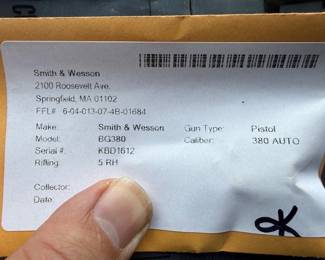 Smith & Wesson
2100 Roosevelt Ave.
Springfield, MA 01102
FFL# 6-04-013-07-4B-01684
Make: Smith & Wesson Gun Type: Pistol
Model: BG380 Caliber: 380 AUTO
Serial #: KBD1612
Rifling: 5 RH
Collector:
Date: